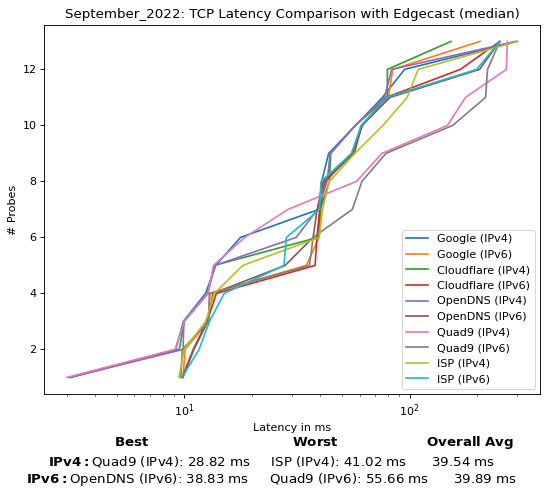 September_2022: TCP Latency Comparison with Edgecast (median)
# Probes
12
10
8
6
4
2
Google (IPv4)
Google (IPv6)
Cloudflare (IPv4)
Cloudflare (IPv6)
OpenDNS (IPv4)
OpenDNS (IPv6)
Quad9 (IPv4)
Quad9 (IPv6)
ISP (IPv4)
ISP (IPv6)
10¹ 10²
Latency in ms
Best Worst Overall Avg
IPv4: Quad9 (IPv4): 28.82 ms ISP (IPv4): 41.02 ms 39.54 ms
IPv6: OpenDNS (IPv4): 38.83 ms Quad9 (IPv6): 55.66 ms 39.89 ms